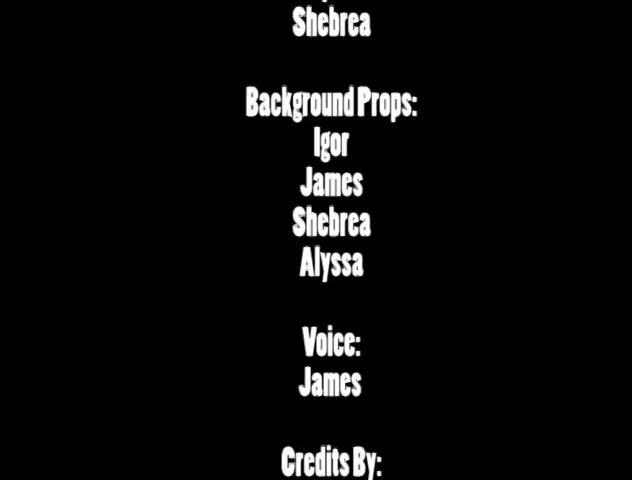 Shebrea
Background Props:
Igor
James
Shebrea
Alyssa
Voice:
James
Credits By: